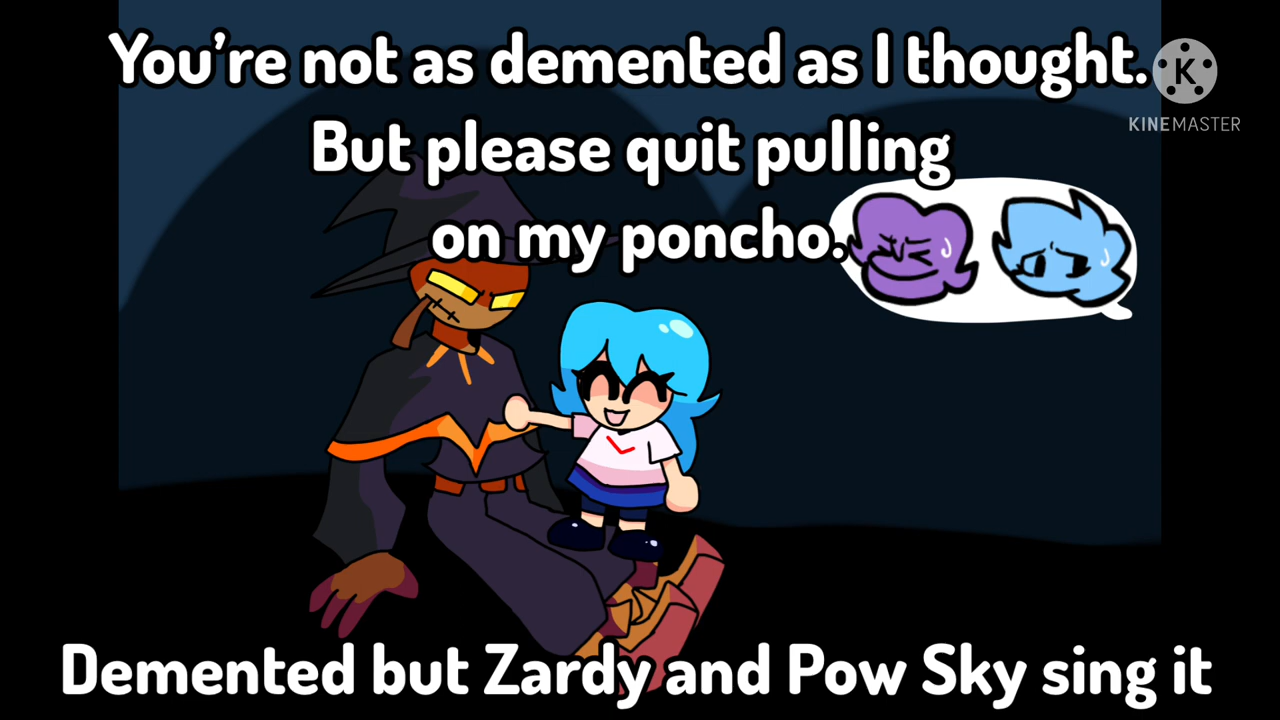 You're not as demented as I thought.
K
KINEMASTER
But please quit pulling
on my poncho.
Demented but Zardy and Pow Sky sing it